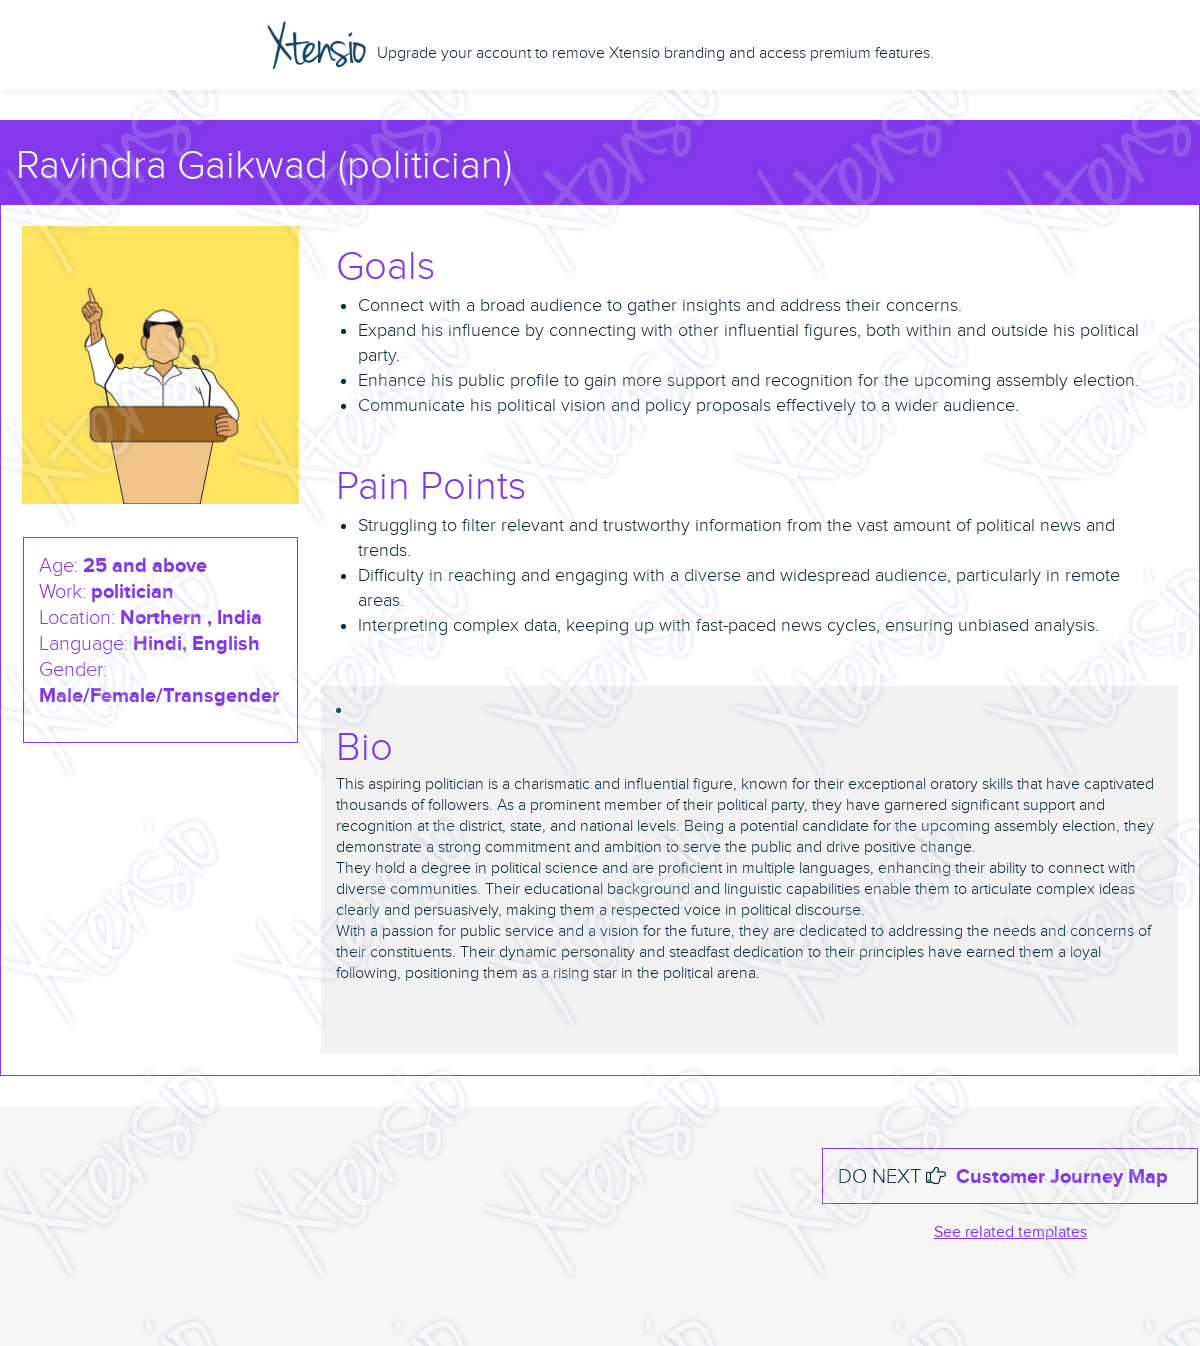 Xtensio Upgrade your account to remove Xtensio branding and access premium features.
Ravindra Gaikwad (politician)
Goals
• Connect with a broad audience to gather insights and address their concerns.
• Expand his influence by connecting with other influential figures, both within and outside his political
party.
• Enhance his public profile to gain more support and recognition for the upcoming assembly election.
• Communicate his political vision and policy proposals effectively to a wider audience.
Pain Points
• Struggling to filter relevant and trustworthy information from the vast amount of political news and
trends.
• Difficulty in reaching and engaging with a diverse and widespread audience, particularly in remote
areas.
• Interpreting complex data, keeping up with fast-paced news cycles, ensuring unbiased analysis.
Age: 25 and above
Work: politician
Location: Northern , India
Language: Hindi, English
Gender:
Male/Female/Transgender
•
Bio
This aspiring politician is a charismatic and influential figure, known for their exceptional oratory skills that have captivated
thousands of followers. As a prominent member of their political party, they have garnered significant support and
recognition at the district, state, and national levels. Being a potential candidate for the upcoming assembly election, they
demonstrate a strong commitment and ambition to serve the public and drive positive change.
They hold a degree in political science and are proficient in multiple languages, enhancing their ability to connect with
diverse communities. Their educational background and linguistic capabilities enable them to articulate complex ideas
clearly and persuasively, making them a respected voice in political discourse.
With a passion for public service and a vision for the future, they are dedicated to addressing the needs and concerns of
their constituents. Their dynamic personality and steadfast dedication to their principles have earned them a loyal
following, positioning them as a rising star in the political arena.
DO NEXT Customer Journey Map
See related templates